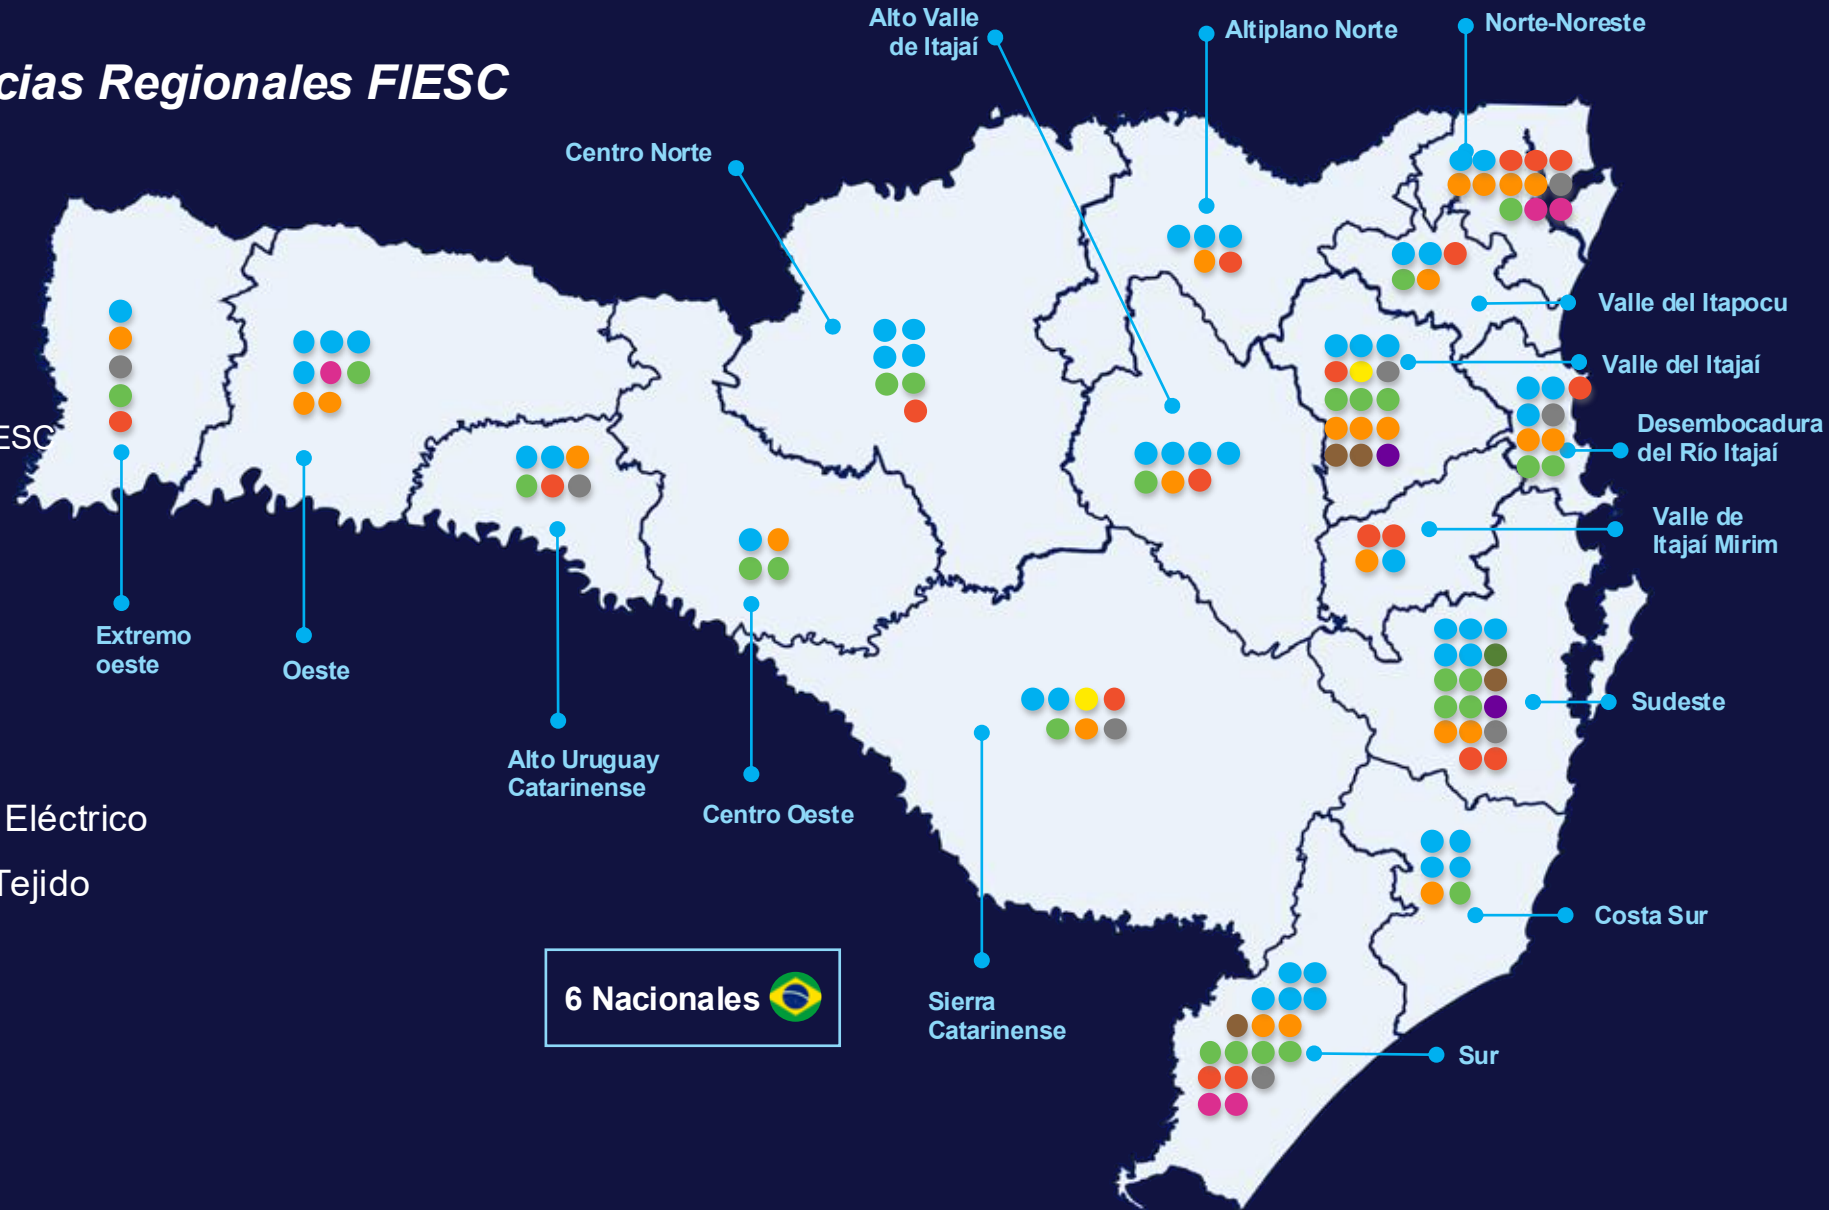 cias Regionales FIESC
Alto Valle
de Itajaí
Altiplano Norte
Norte-Noreste
Centro Norte
Valle del Itapocu
Valle del Itajaí
Desembocadura
del Río Itajaí
ESC
Valle de
Itajaí Mirim
Extremo
oeste
Oeste
Sudeste
Alto Uruguay
Catarinense
Centro Oeste
Eléctrico
Tejido
Costa Sur
6 Nacionales
Sierra
Catarinense
Sur